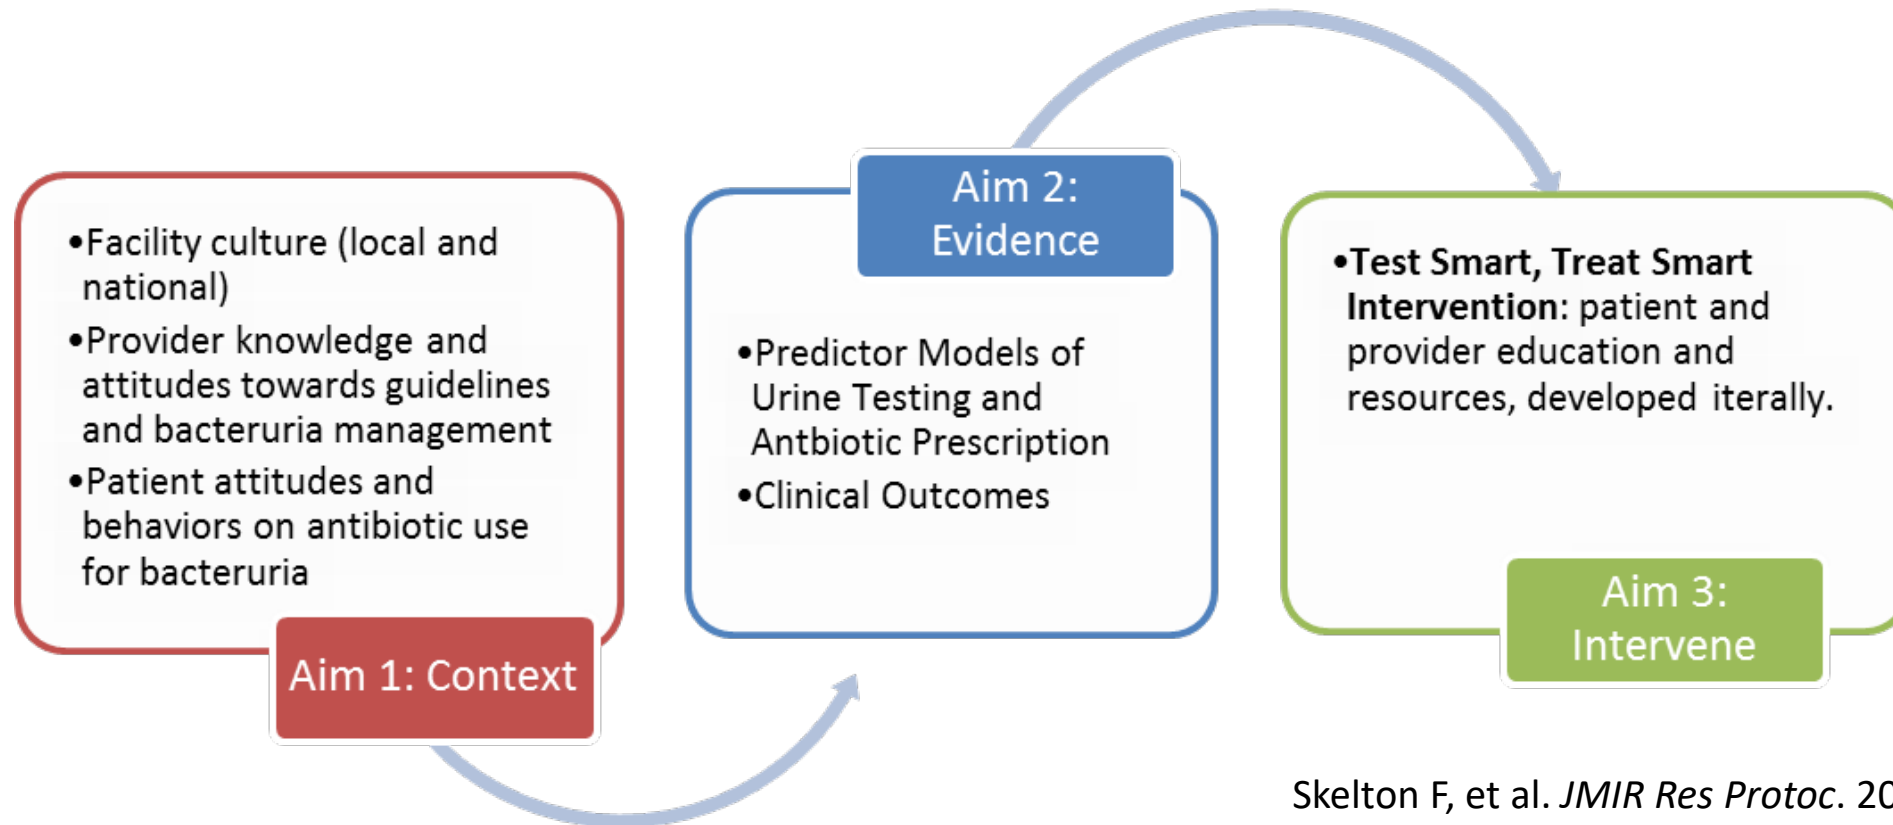 •Facility culture (local and
national)
•Provider knowledge and
attitudes towards guidelines
and bacteruria management
•Patient attitudes and
behaviors on antibiotic use
for bacteruria
Aim 1: Context
Aim 2:
Evidence
•Predictor Models of
Urine Testing and
Antbiotic Prescription
•Clinical Outcomes
•Test Smart, Treat Smart
Intervention: patient and
provider education and
resources, developed iterally.
Aim 3:
Intervene
Skelton F, et al. JMIR Res Protoc. 20